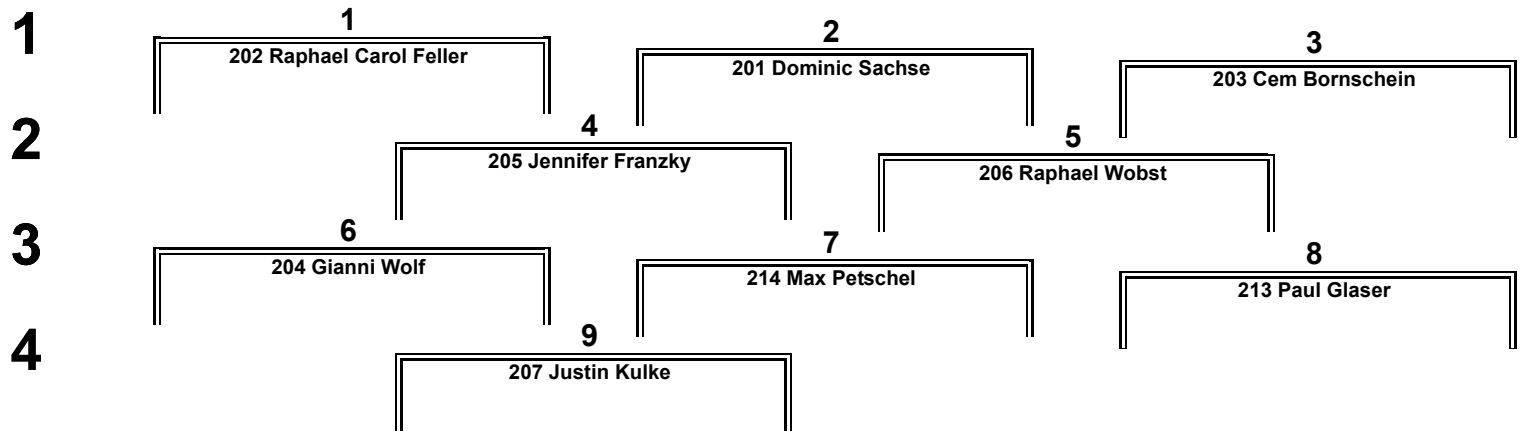 1
1
2
3
202 Raphael Carol Feller
201 Dominic Sachse
203 Cem Bornschein
2
4
5
205 Jennifer Franzky
206 Raphael Wobst
3
6
7
8
204 Gianni Wolf
214 Max Petschel
213 Paul Glaser
4
9
207 Justin Kulke